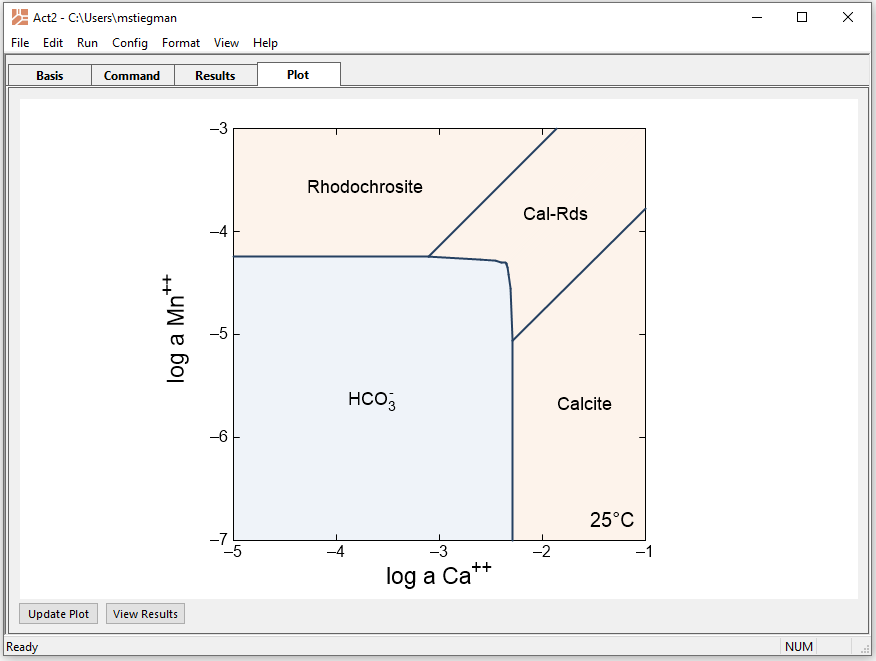 Act2 - C:\Users\mstiegman
File Edit Run Config Format View Help
Basis Command Results Plot
–3
–4
–5
–6
–7
log a Mn++
Rhodochrosite
Cal-Rds
HCO3-
Calcite
25°C
–5 –4 –3 –2 –1
log a Ca++
Update Plot View Results
Ready NUM